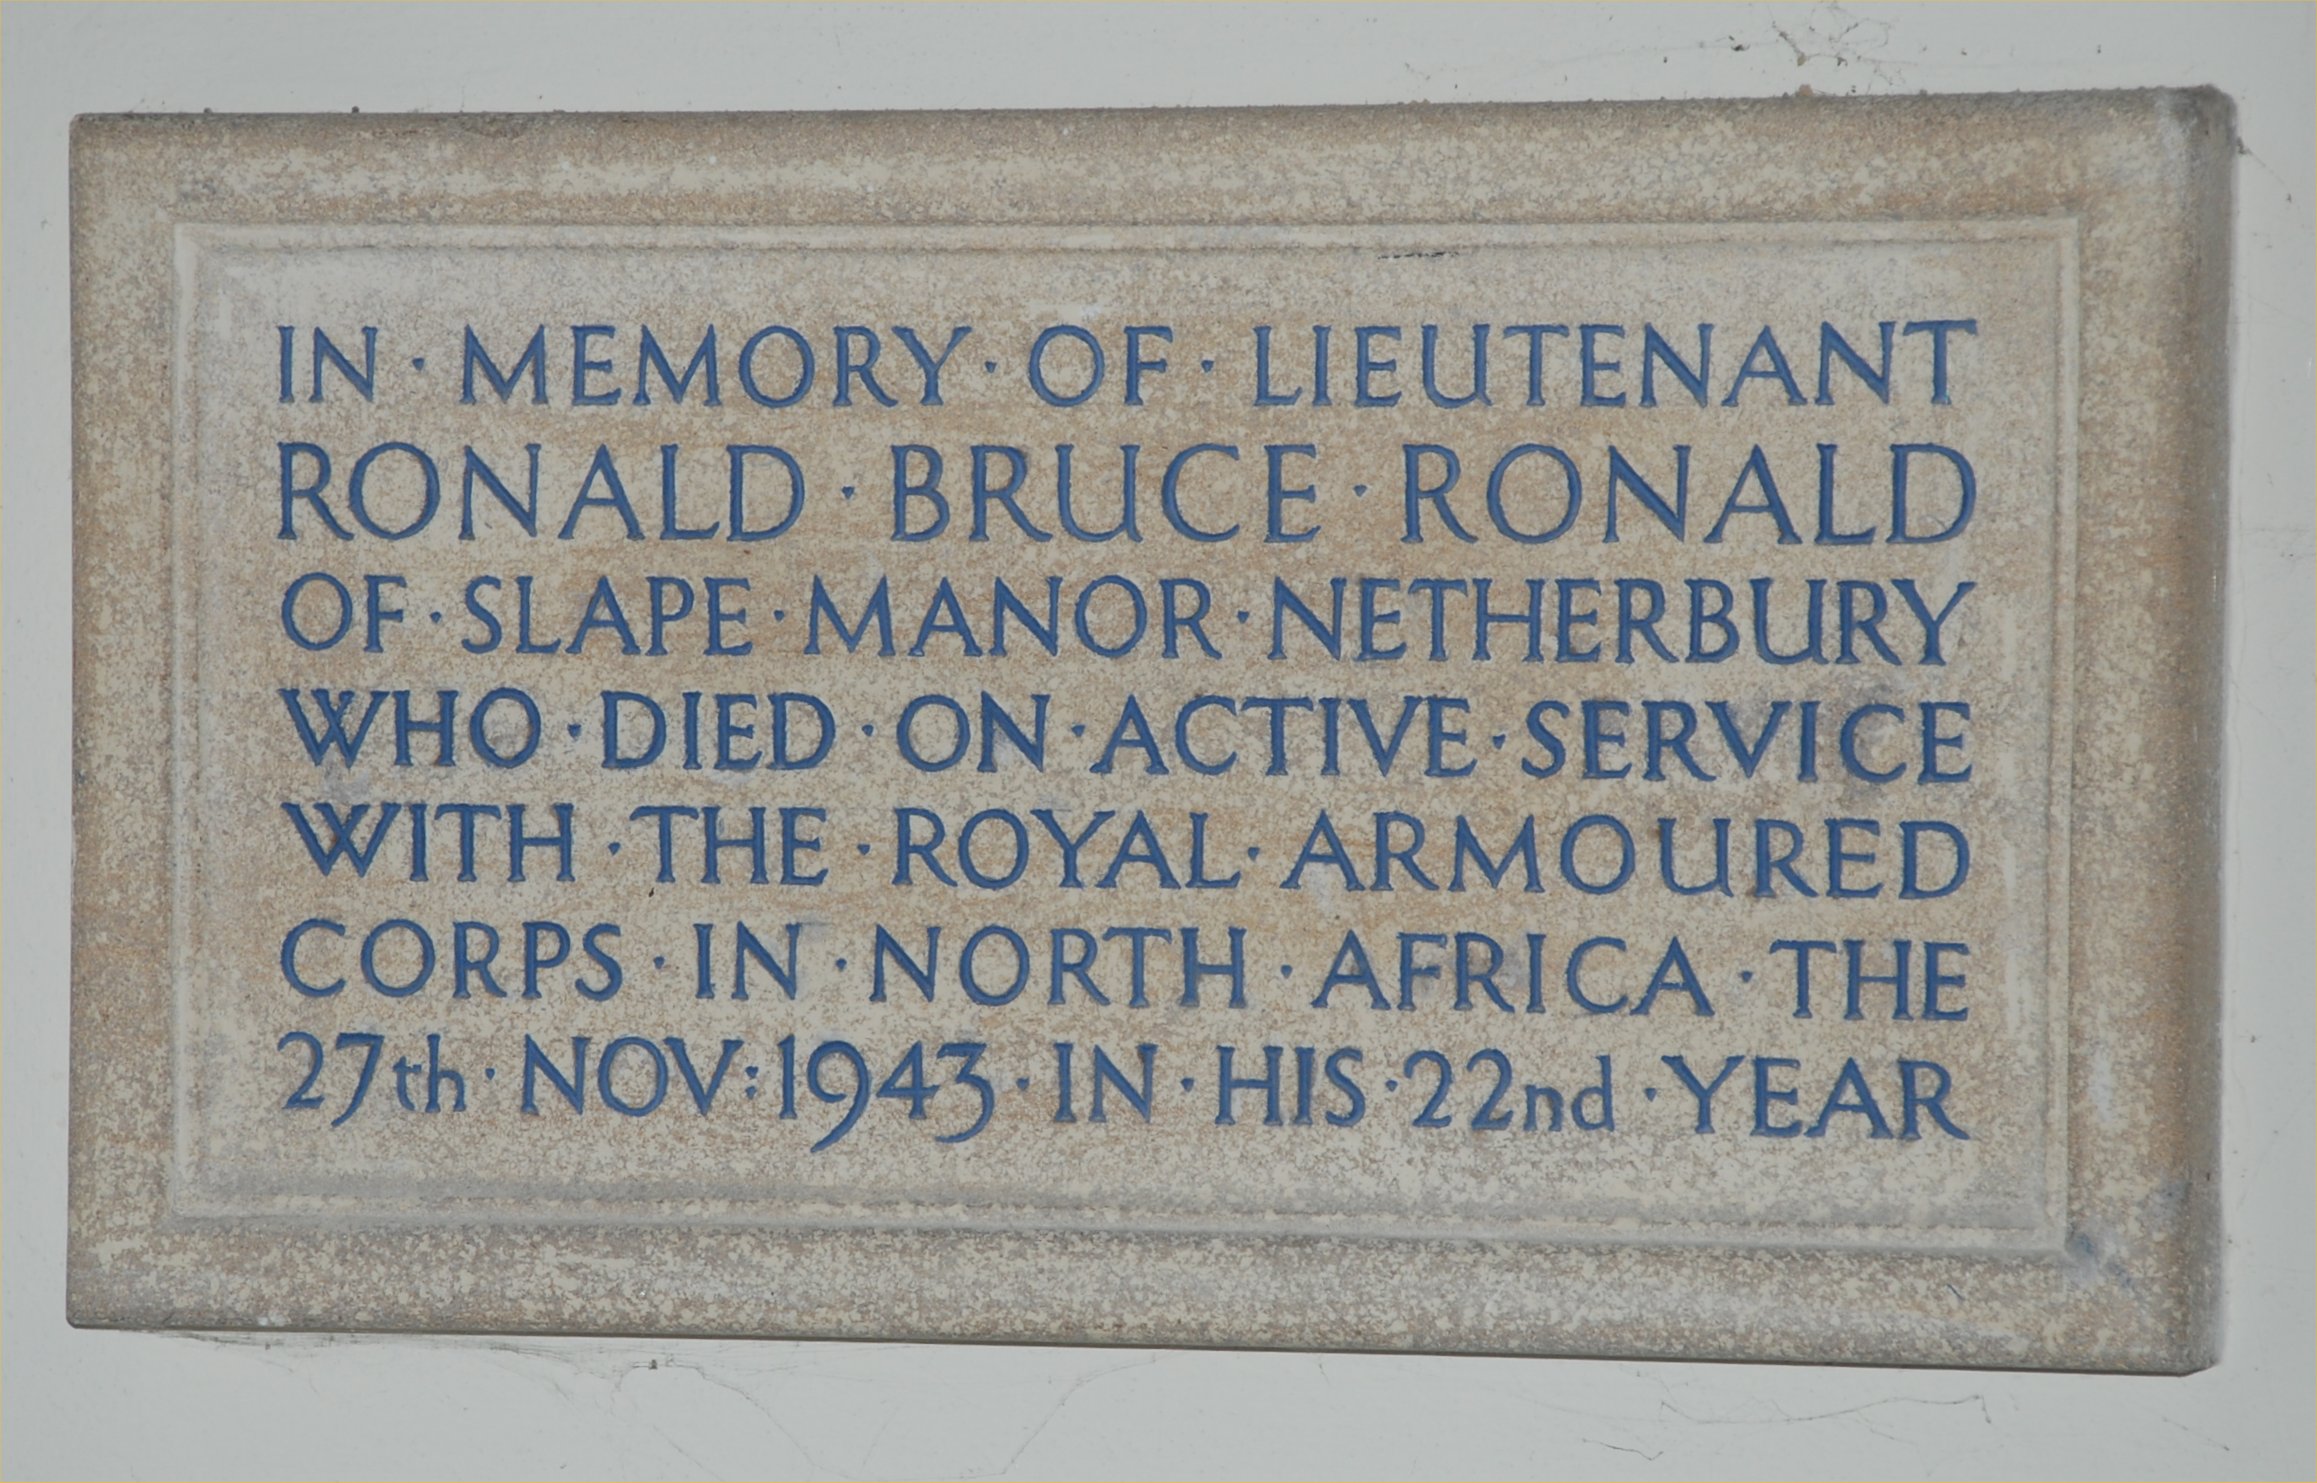 IN · MEMORY · OF · LIEUTENANT
RONALD · BRUCE · RONALD
OF · SLAPE · MANOR · NETHERBURY
WHO · DIED · ON · ACTIVE · SERVICE
WITH · THE · ROYAL · ARMOURED
CORPS · IN · NORTH · AFRICA · THE
27th · NOV: 1943 · IN · HIS · 22nd · YEAR